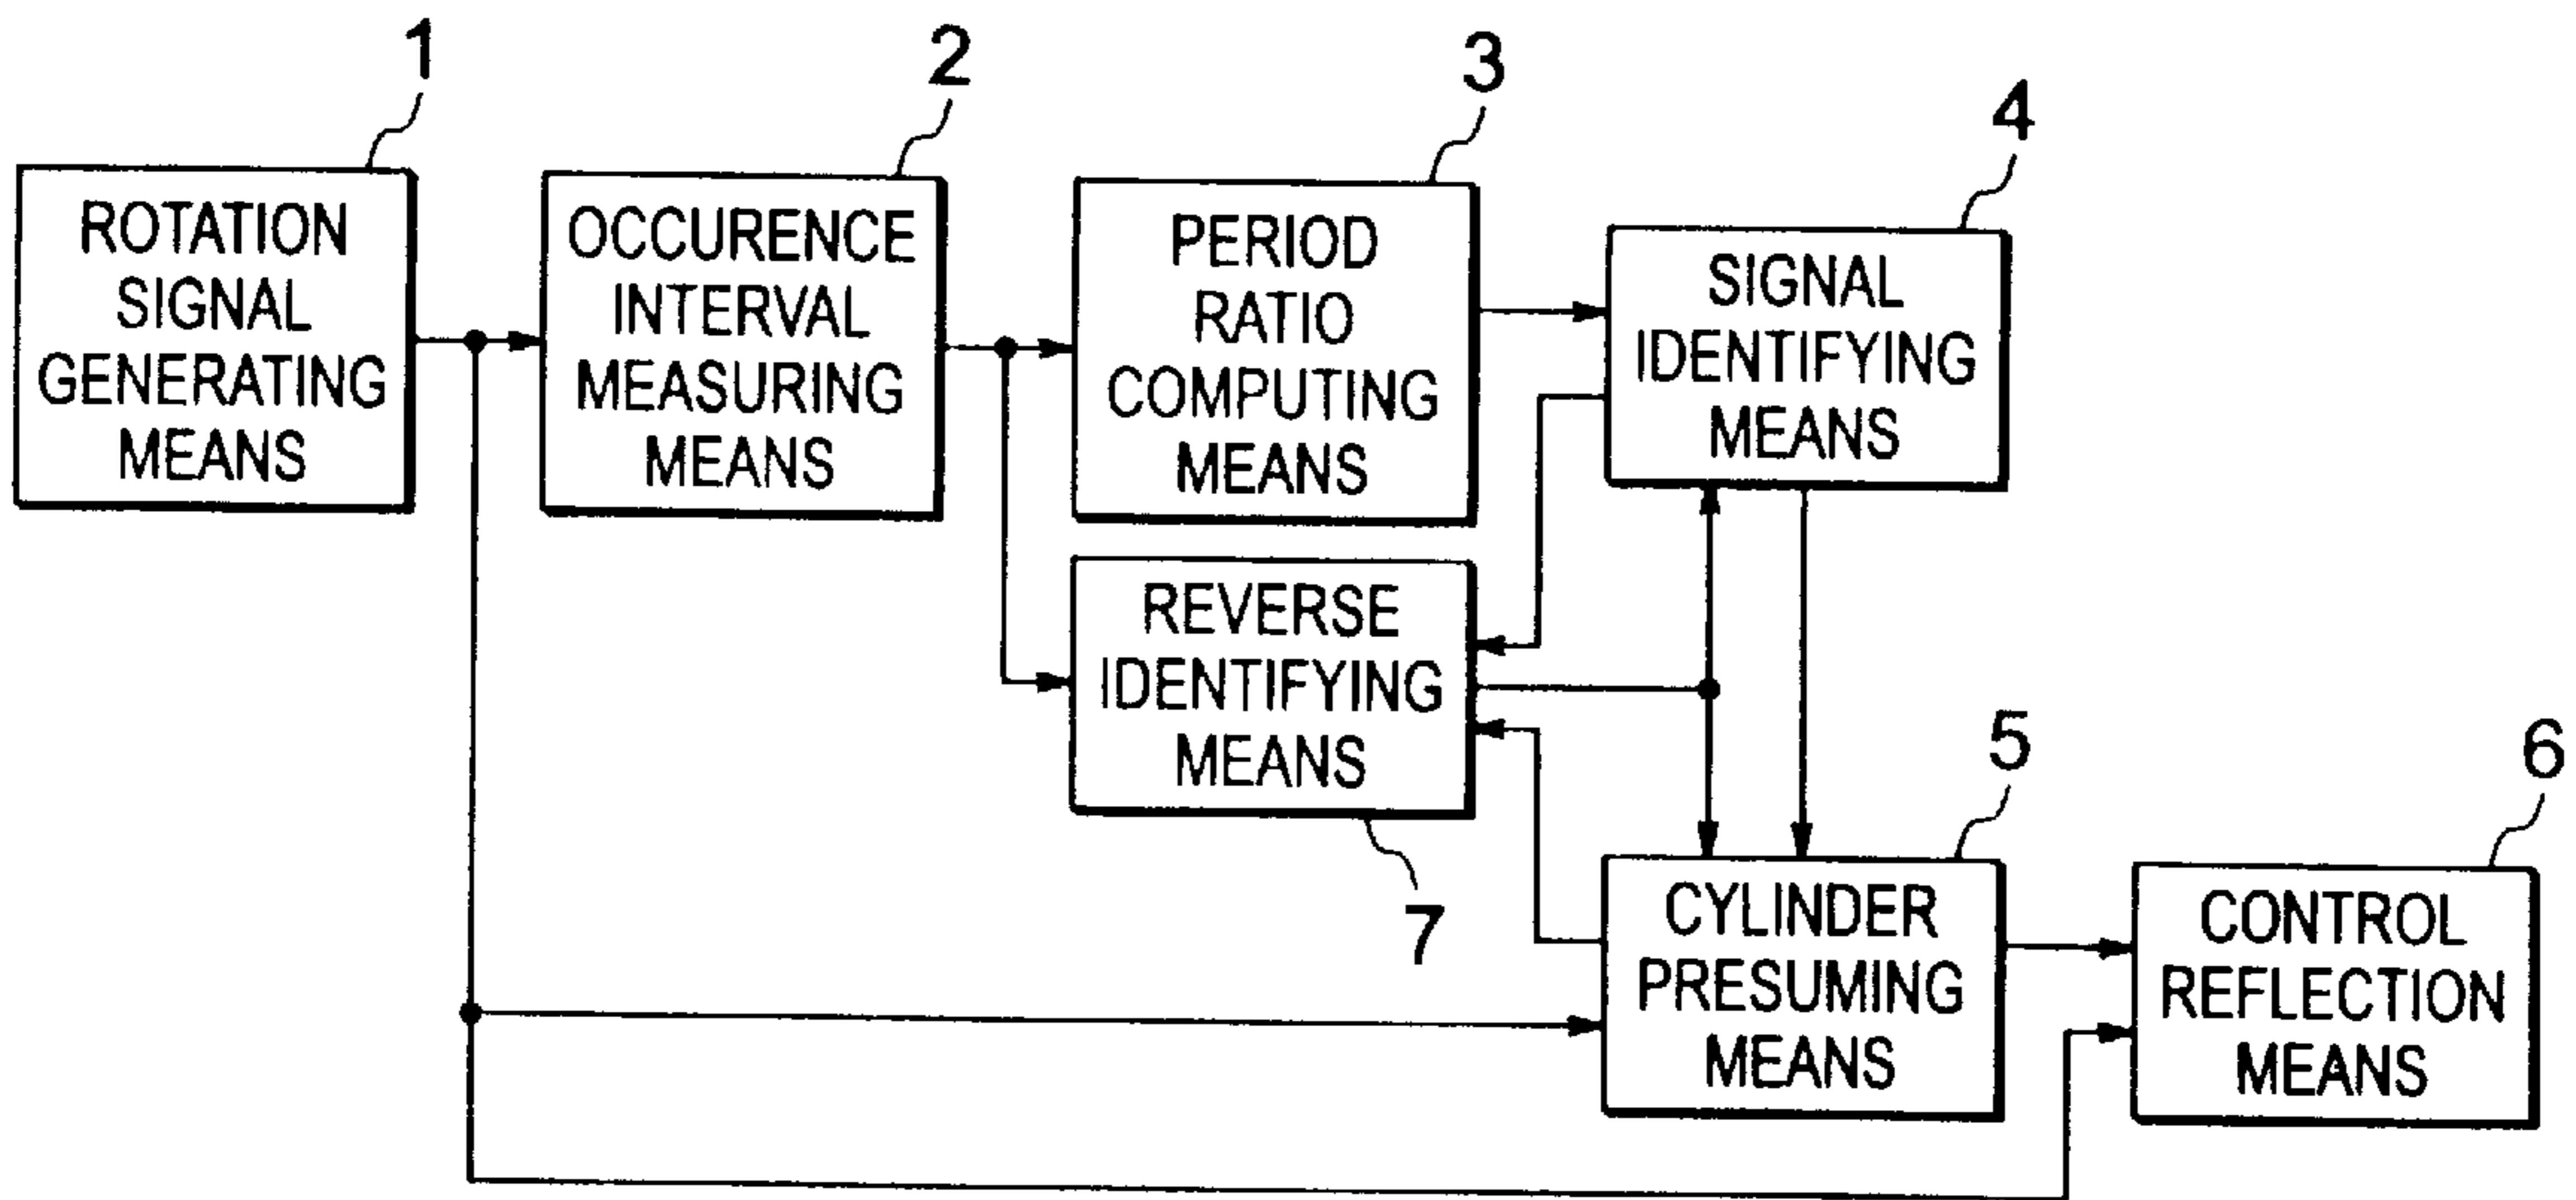 1
ROTATION
SIGNAL
GENERATING
MEANS
2
OCCURENCE
INTERVAL
MEASURING
MEANS
3
PERIOD
RATIO
COMPUTING
MEANS
4
SIGNAL
IDENTIFYING
MEANS
REVERSE
IDENTIFYING
MEANS
7
5
CYLINDER
PRESUMING
MEANS
6
CONTROL
REFLECTION
MEANS